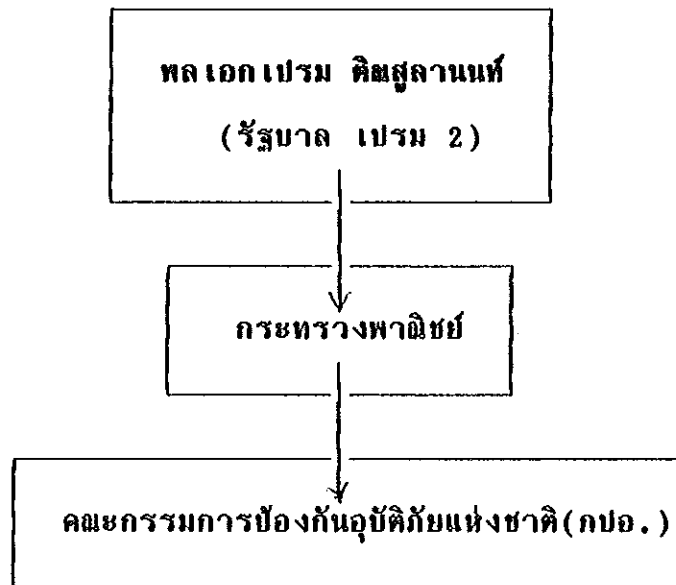 พลเอกเปรม ติณสูลานนท์
(รัฐบาล เปรม 2)
กระทรวงพาณิชย์
คณะกรรมการป้องกันอุบัติภัยแห่งชาติ(กปอ.)